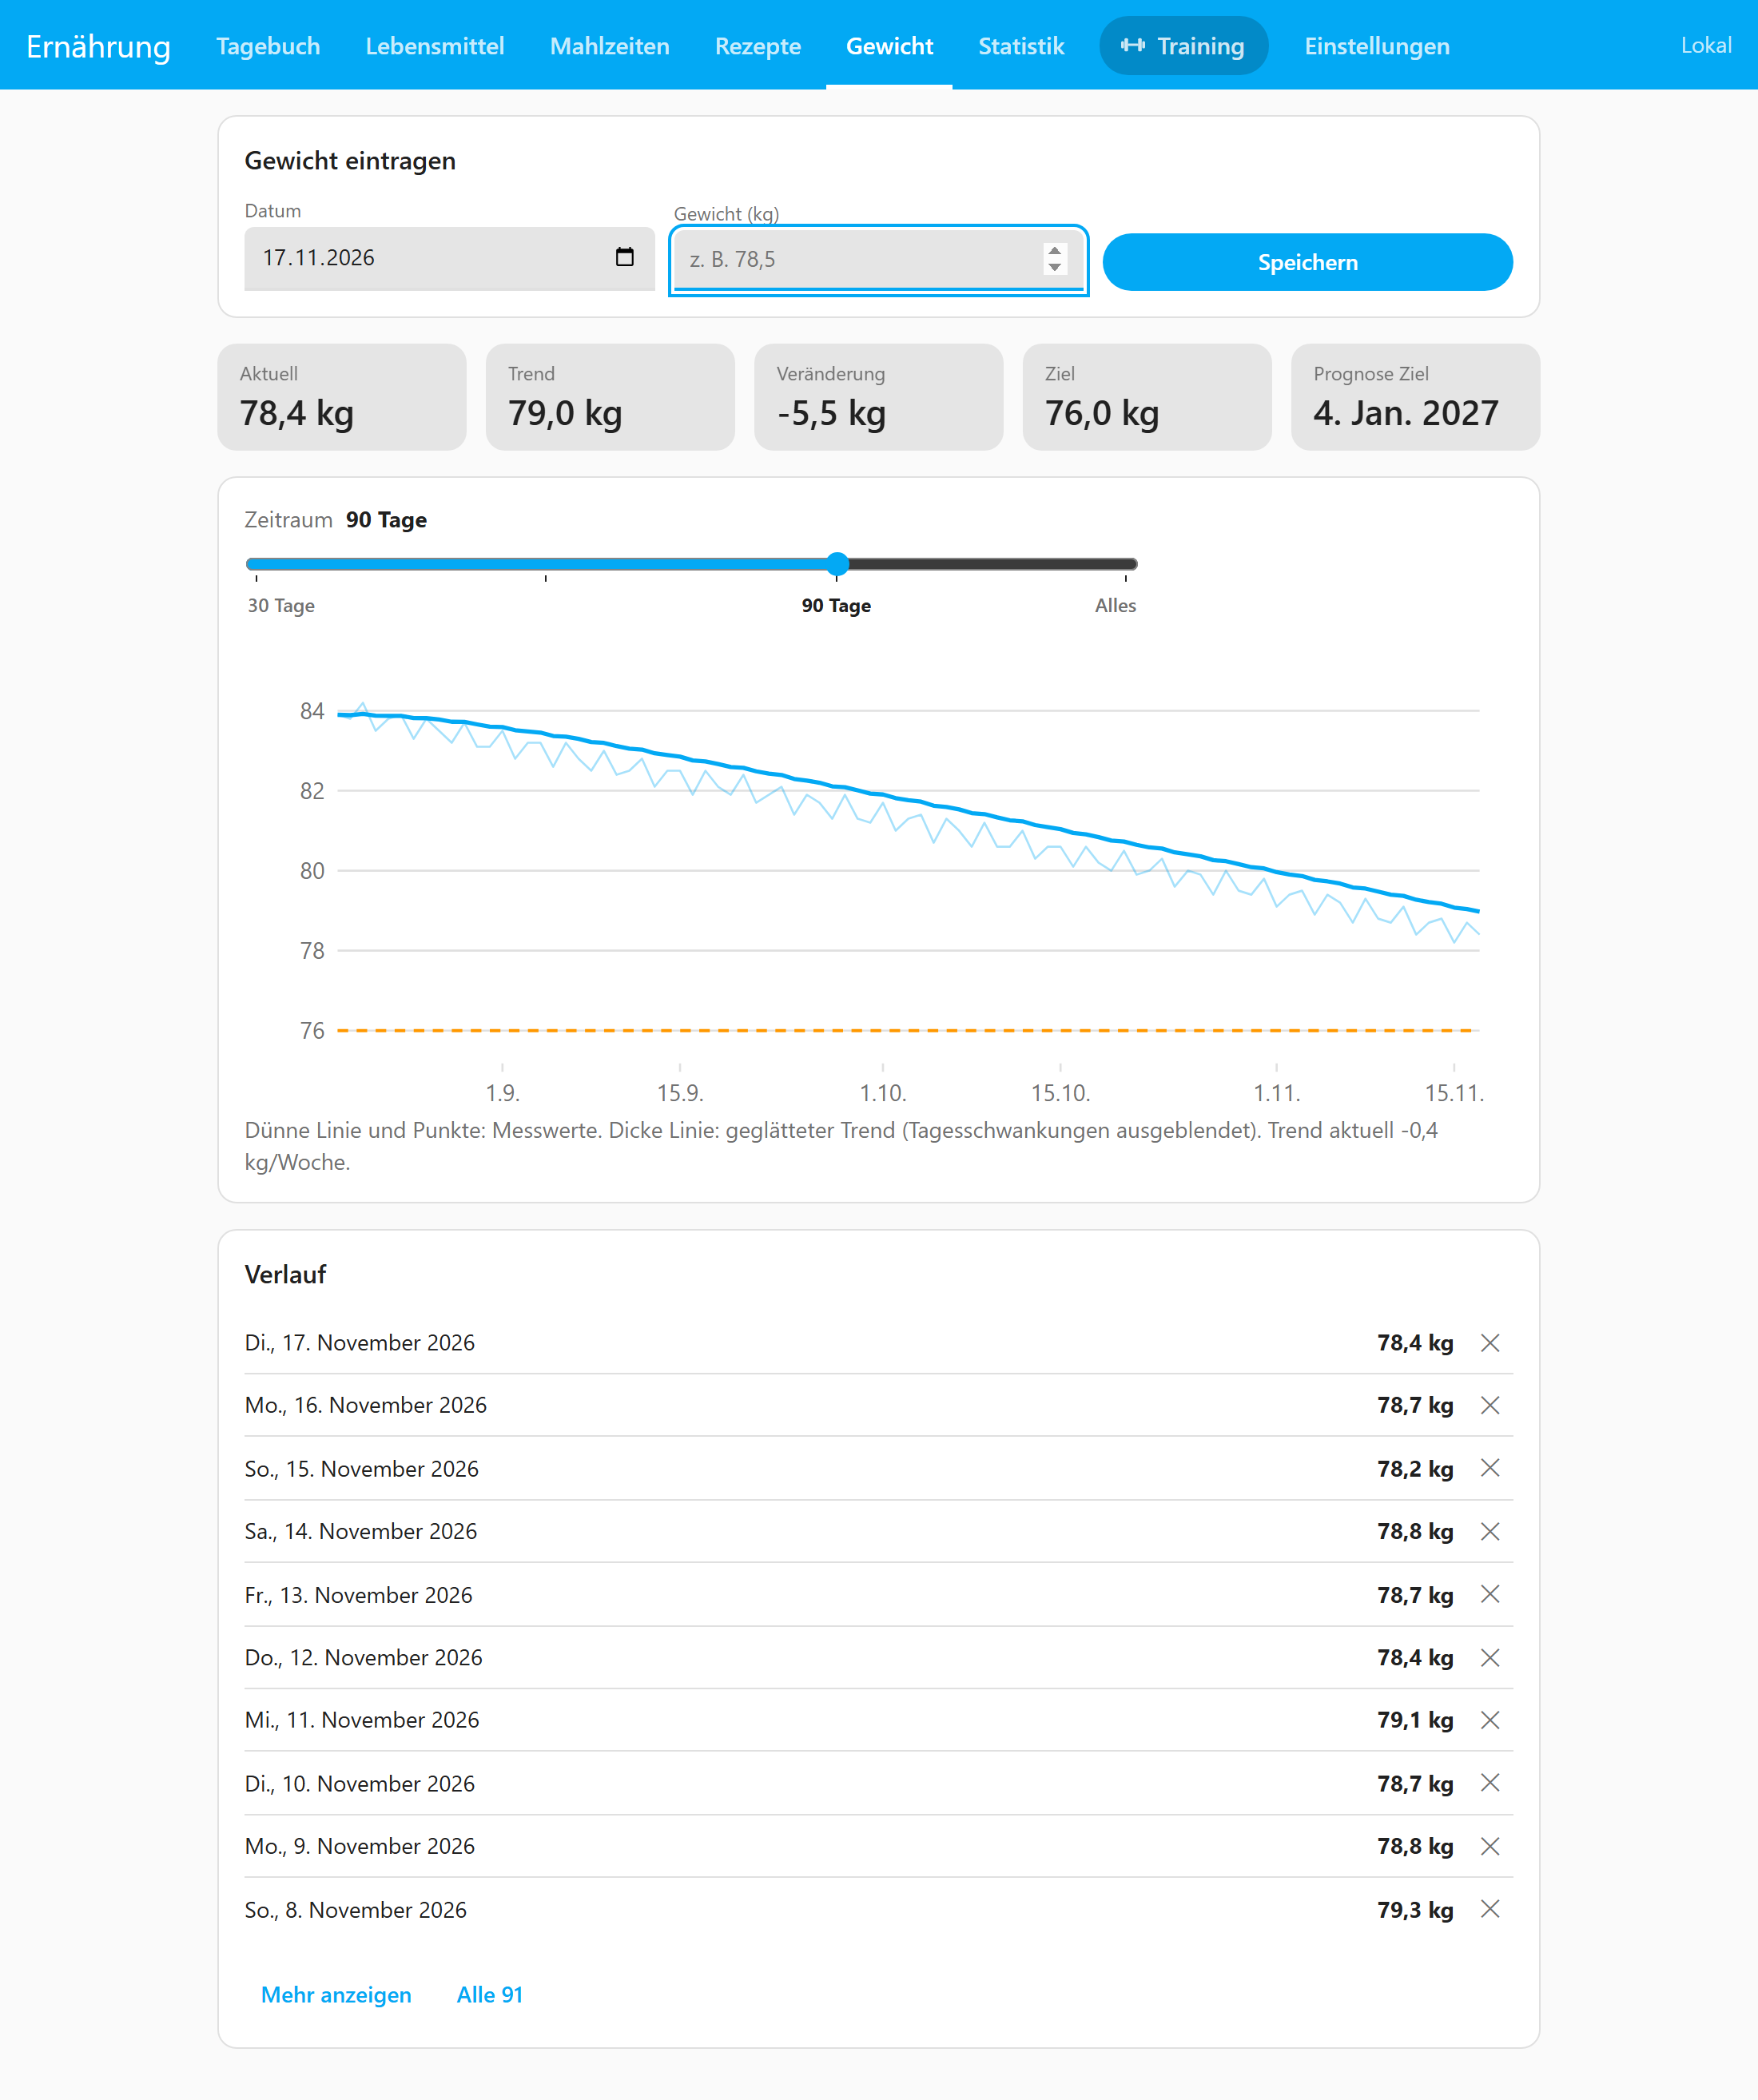 Ernährung Tagebuch Lebensmittel Mahlzeiten Rezepte Gewicht Statistik Training Einstellungen Lokal
Gewicht eintragen
Datum
Gewicht (kg)
17.11.2026
z. B. 78,5
Speichern
Aktuell
78,4 kg
Trend
79,0 kg
Veränderung
-5,5 kg
Ziel
76,0 kg
Prognose Ziel
4. Jan. 2027
Zeitraum 90 Tage
30 Tage 90 Tage Alles
84
82
80
78
76
1.9. 15.9. 1.10. 15.10. 1.11. 15.11.
Dünne Linie und Punkte: Messwerte. Dicke Linie: geglätteter Trend (Tagesschwankungen ausgeblendet). Trend aktuell -0,4
kg/Woche.
Verlauf
Di., 17. November 2026 78,4 kg
Mo., 16. November 2026 78,7 kg
So., 15. November 2026 78,2 kg
Sa., 14. November 2026 78,8 kg
Fr., 13. November 2026 78,7 kg
Do., 12. November 2026 78,4 kg
Mi., 11. November 2026 79,1 kg
Di., 10. November 2026 78,7 kg
Mo., 9. November 2026 78,8 kg
So., 8. November 2026 79,3 kg
Mehr anzeigen Alle 91